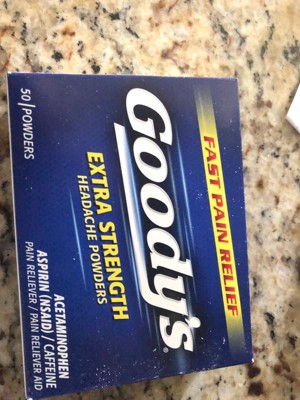 FAST PAIN RELIEF
Goody's®
EXTRA STRENGTH
HEADACHE POWDERS
ACETAMINOPHEN
ASPIRIN (NSAID) / CAFFEINE
PAIN RELIEVER / PAIN RELIEVER AID
50 | POWDERS